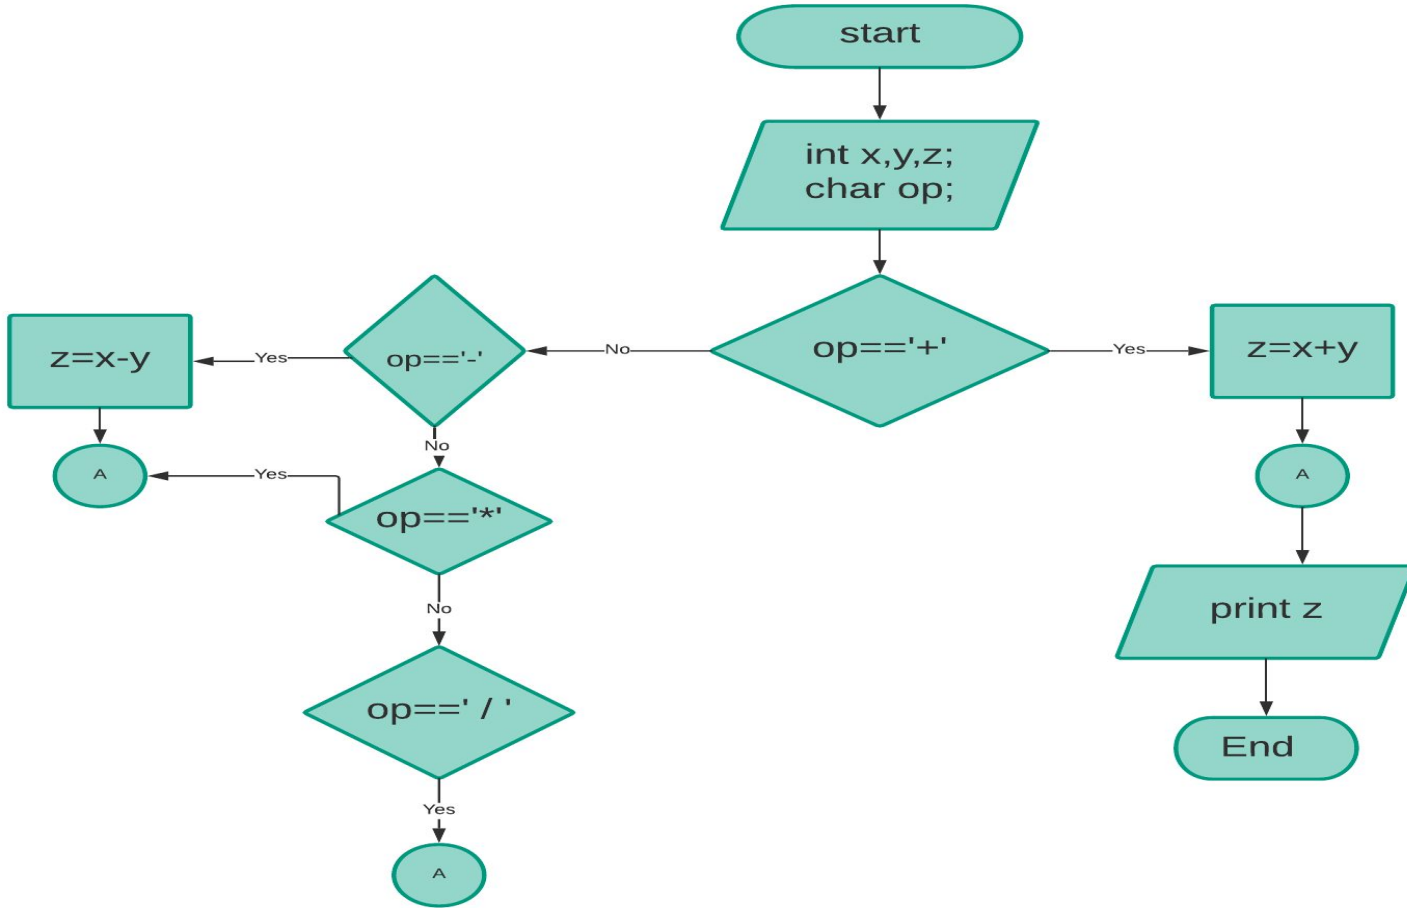 start
int x,y,z;
char op;
op=='+'
No
Yes
z=x+y
op=='-'
Yes
z=x-y
A
No
op=='*'
Yes
A
No
op==' / '
Yes
A
print z
End